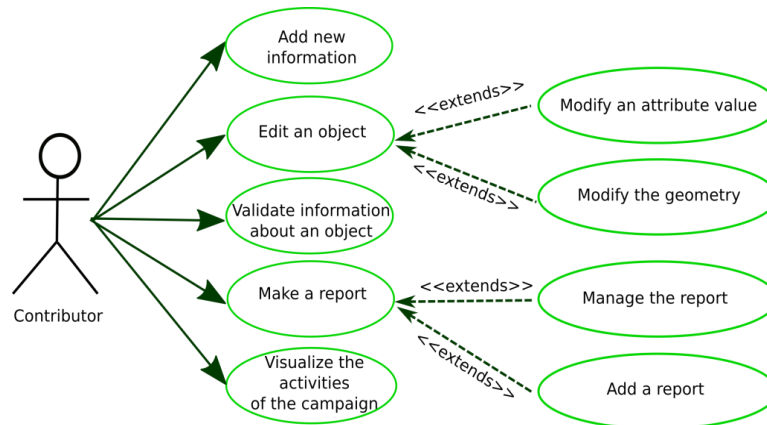 Add new
information
Edit an object
Validate information
about an object
Make a report
Visualize the
activities
of the campaign
Contributor
<<extends>>
<<extends>>
<<extends>>
<<extends>>
Modify an attribute value
Modify the geometry
Manage the report
Add a report